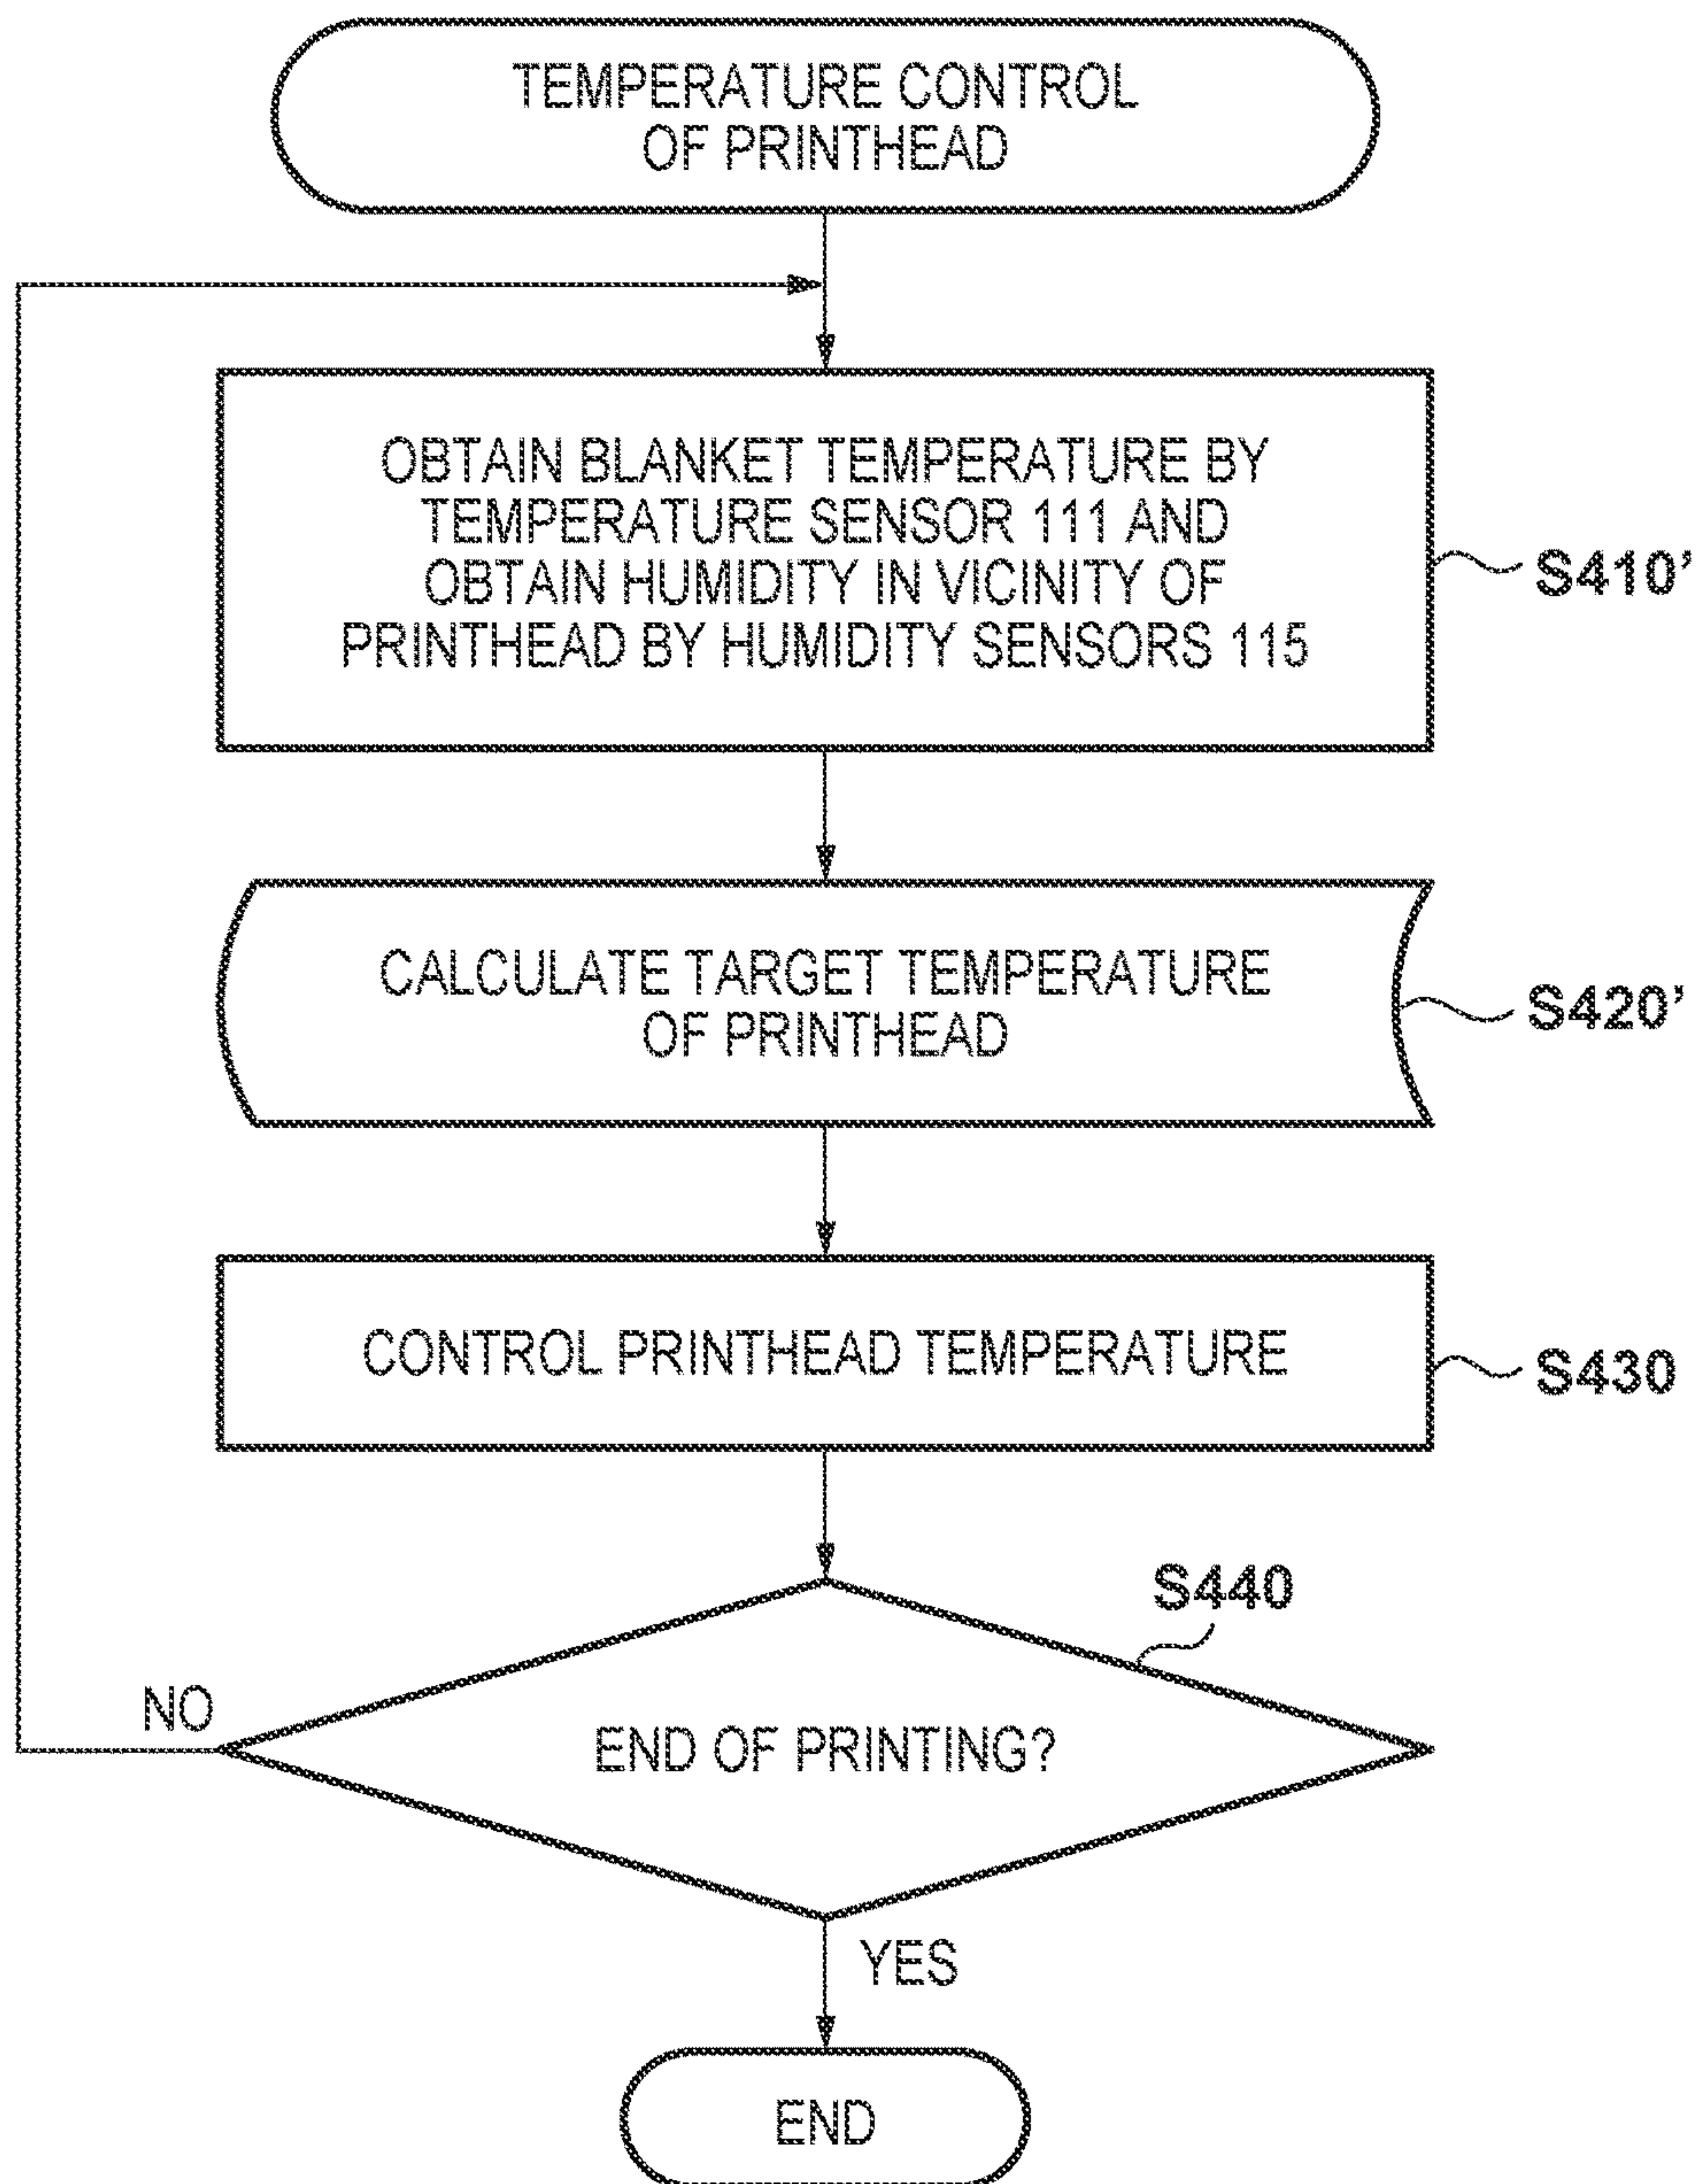 TEMPERATURE CONTROL
OF PRINTHEAD
OBTAIN BLANKET TEMPERATURE BY
TEMPERATURE SENSOR 111 AND
OBTAIN HUMIDITY IN VICINITY OF
PRINTHEAD BY HUMIDITY SENSORS 115
S410’
CALCULATE TARGET TEMPERATURE
OF PRINTHEAD
S420’
CONTROL PRINTHEAD TEMPERATURE
S430
S440
NO
END OF PRINTING?
YES
END